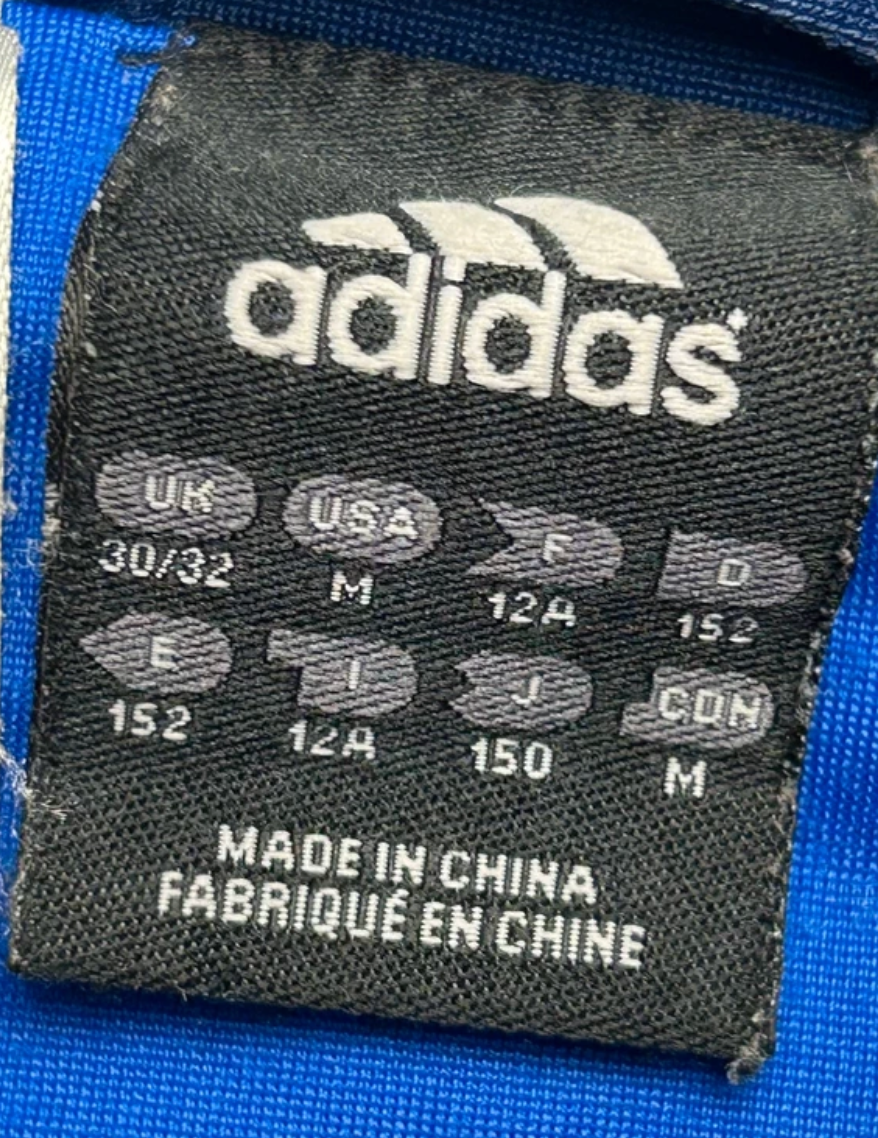 adidas
UK USA F D
30/32 M 12A 152
E I J CDN
152 12A 150 M
MADE IN CHINA
FABRIQUÉ EN CHINE